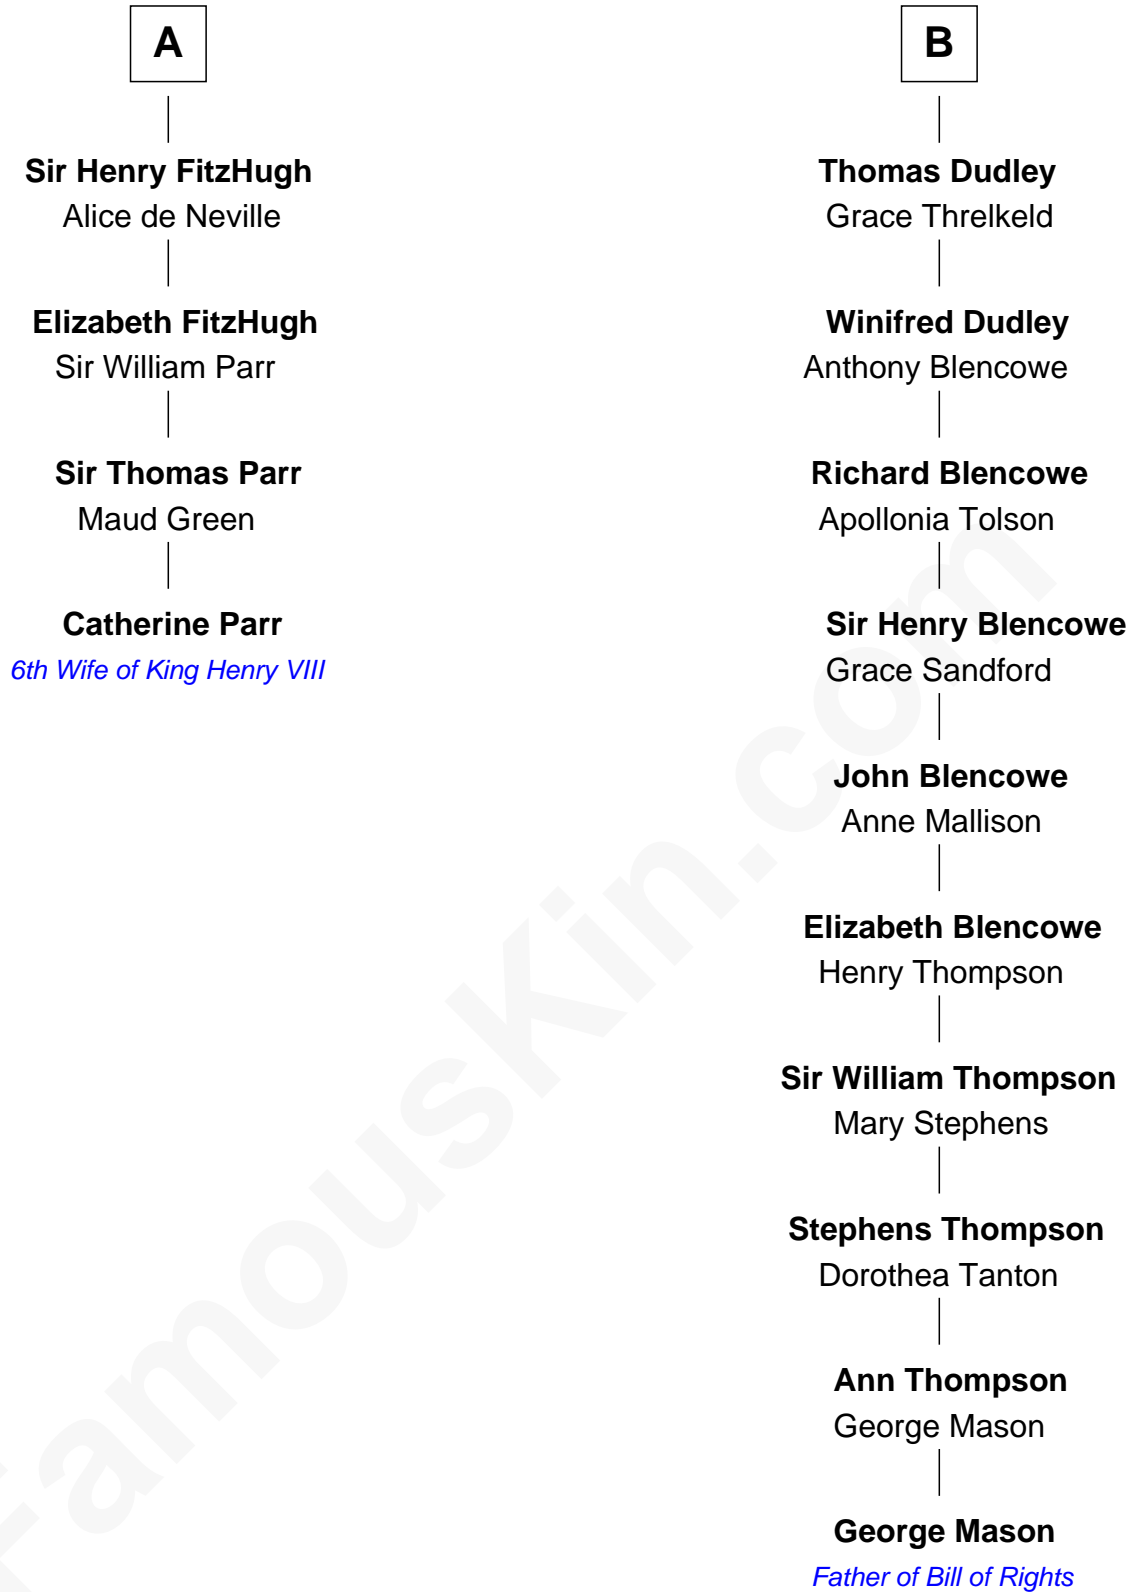 A
Sir Henry FitzHugh
Alice de Neville
Elizabeth FitzHugh
Sir William Parr
Sir Thomas Parr
Maud Green
Catherine Parr
6th Wife of King Henry VIII
B
Thomas Dudley
Grace Threlkeld
Winifred Dudley
Anthony Blencowe
Richard Blencowe
Apollonia Tolson
Sir Henry Blencowe
Grace Sandford
John Blencowe
Anne Mallison
Elizabeth Blencowe
Henry Thompson
Sir William Thompson
Mary Stephens
Stephens Thompson
Dorothea Tanton
Ann Thompson
George Mason
George Mason
Father of Bill of Rights
FamousKin.com